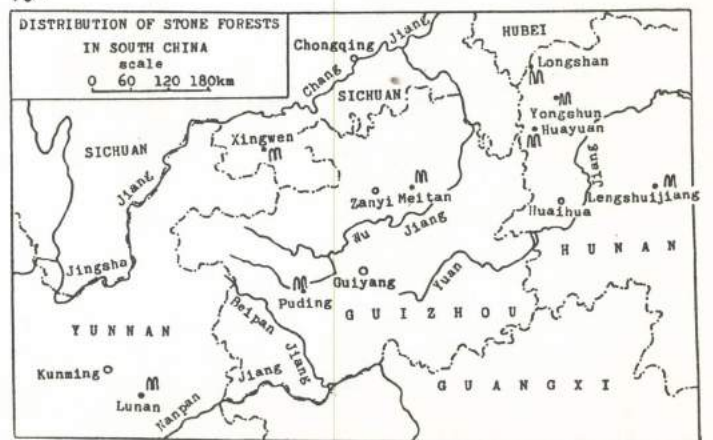 DISTRIBUTION OF STONE FORESTS
IN SOUTH CHINA
scale
0 60 120 180km
Chongqing
Chang Jiang
HUBEI
Longshan
SICHUAN
Yongshun
Huayuan
Xingwen
SICHUAN
Jiang
Jiang
Zanyi
Meitan
Huaihua
Lengshuijiang
Wu Jiang
HUNAN
Jingsha
Guiyang
Yuan
Puding
GUIZHOU
Beipan Jiang
YUNNAN
Kunming
Jiang
GUANGXI
Lunan
Nanpan